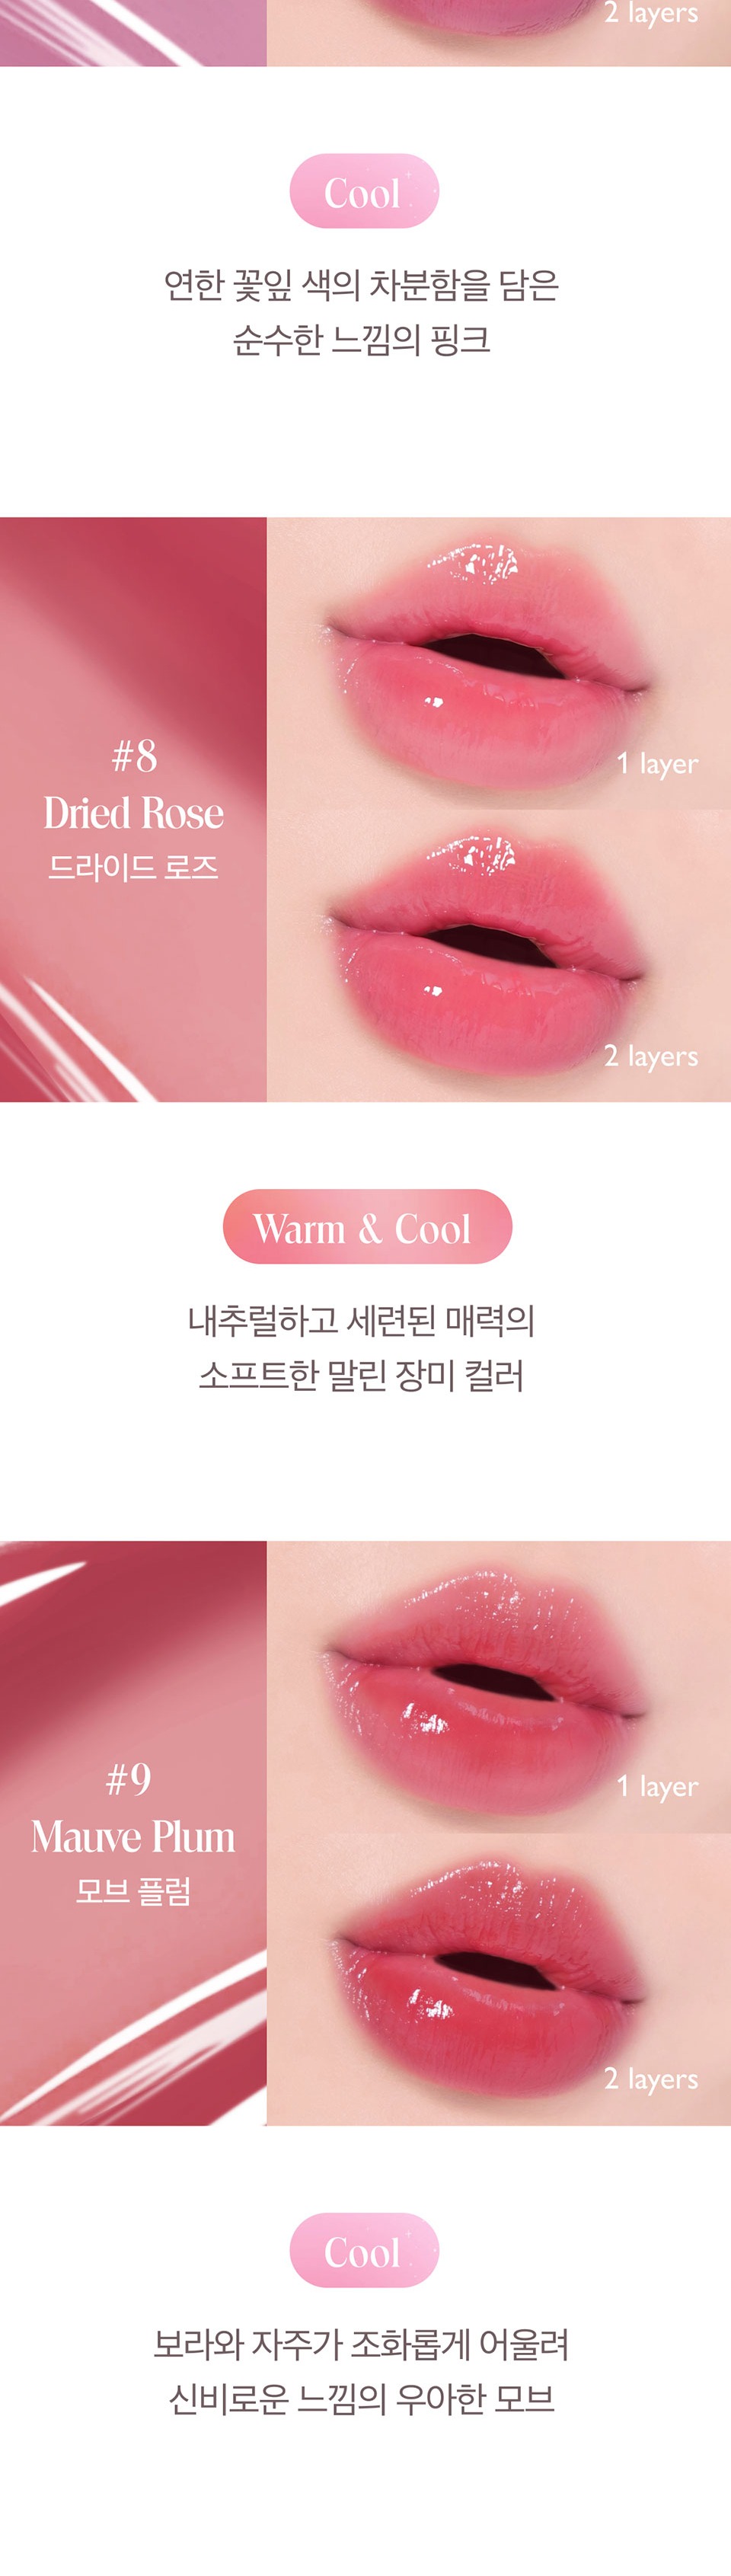 2 layers
Cool
연한 꽃잎 색의 차분함을 담은
순수한 느낌의 핑크
#8
Dried Rose
드라이드 로즈
1 layer
2 layers
Warm & Cool
내추럴하고 세련된 매력의
소프트한 말린 장미 컬러
#9
Mauve Plum
모브 플럼
1 layer
2 layers
Cool
보라와 자주가 조화롭게 어울려
신비로운 느낌의 우아한 모브